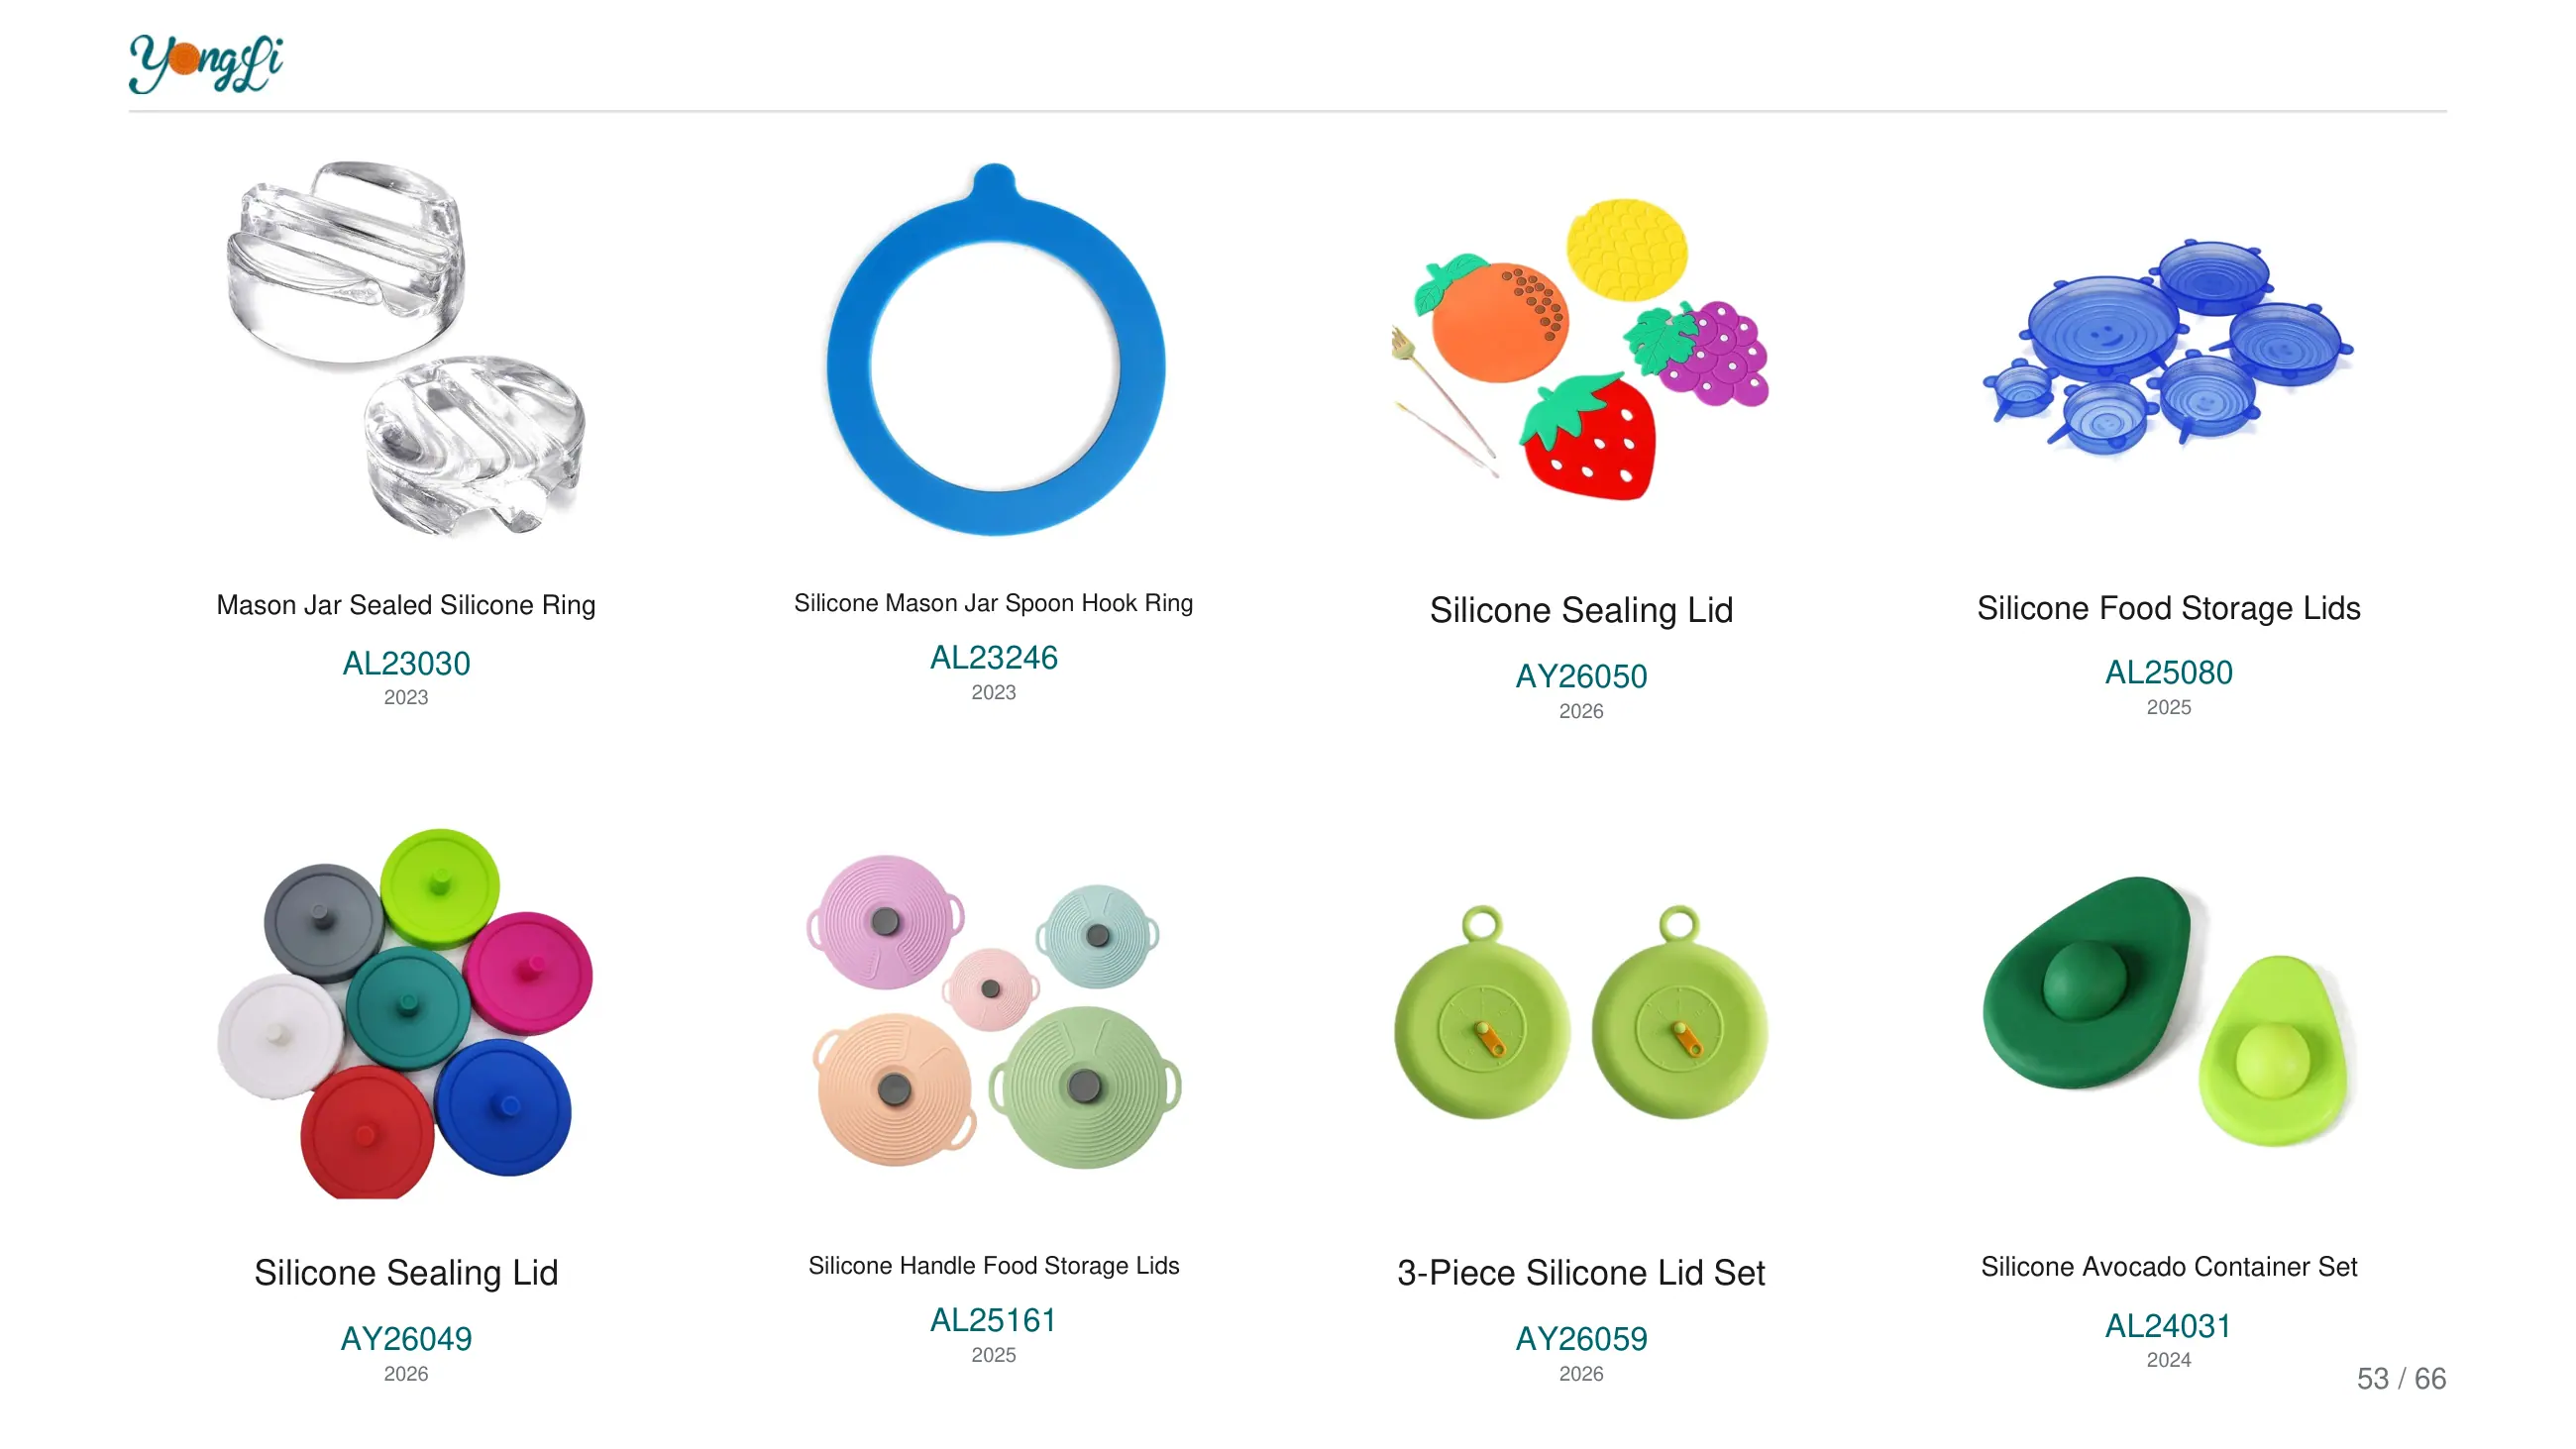 YongLi
Mason Jar Sealed Silicone Ring
AL23030
2023
Silicone Mason Jar Spoon Hook Ring
AL23246
2023
Silicone Sealing Lid
AY26050
2026
Silicone Food Storage Lids
AL25080
2025
Silicone Sealing Lid
AY26049
2026
Silicone Handle Food Storage Lids
AL25161
2025
3-Piece Silicone Lid Set
AY26059
2026
Silicone Avocado Container Set
AL24031
2024
53 / 66